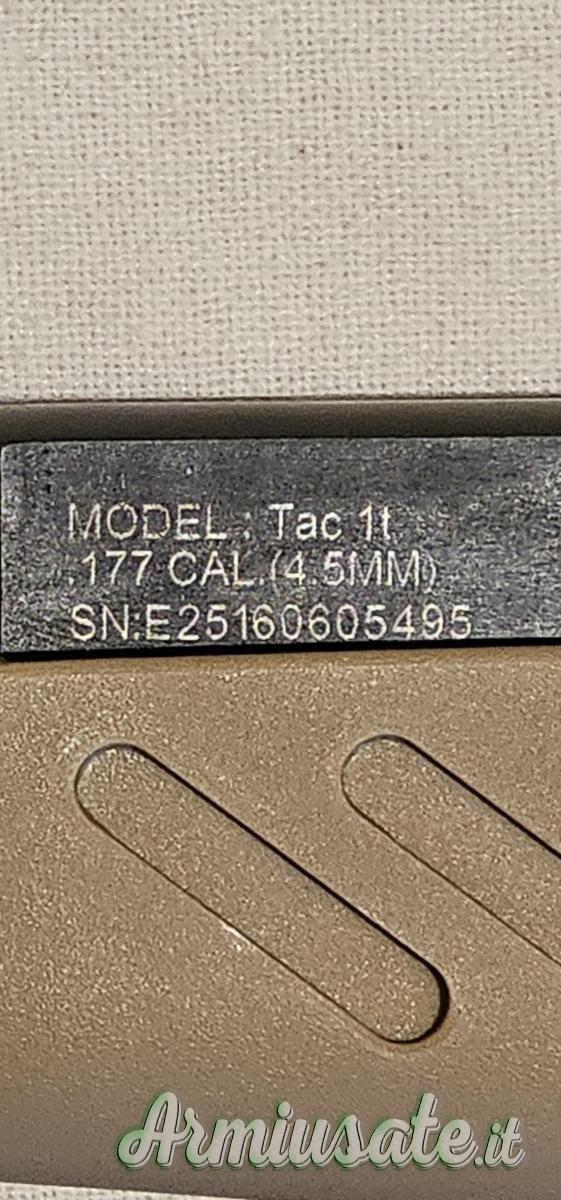 MODEL : Tac 1t
.177 CAL.(4.5MM)
SN:E25160605495
Armiusate.it